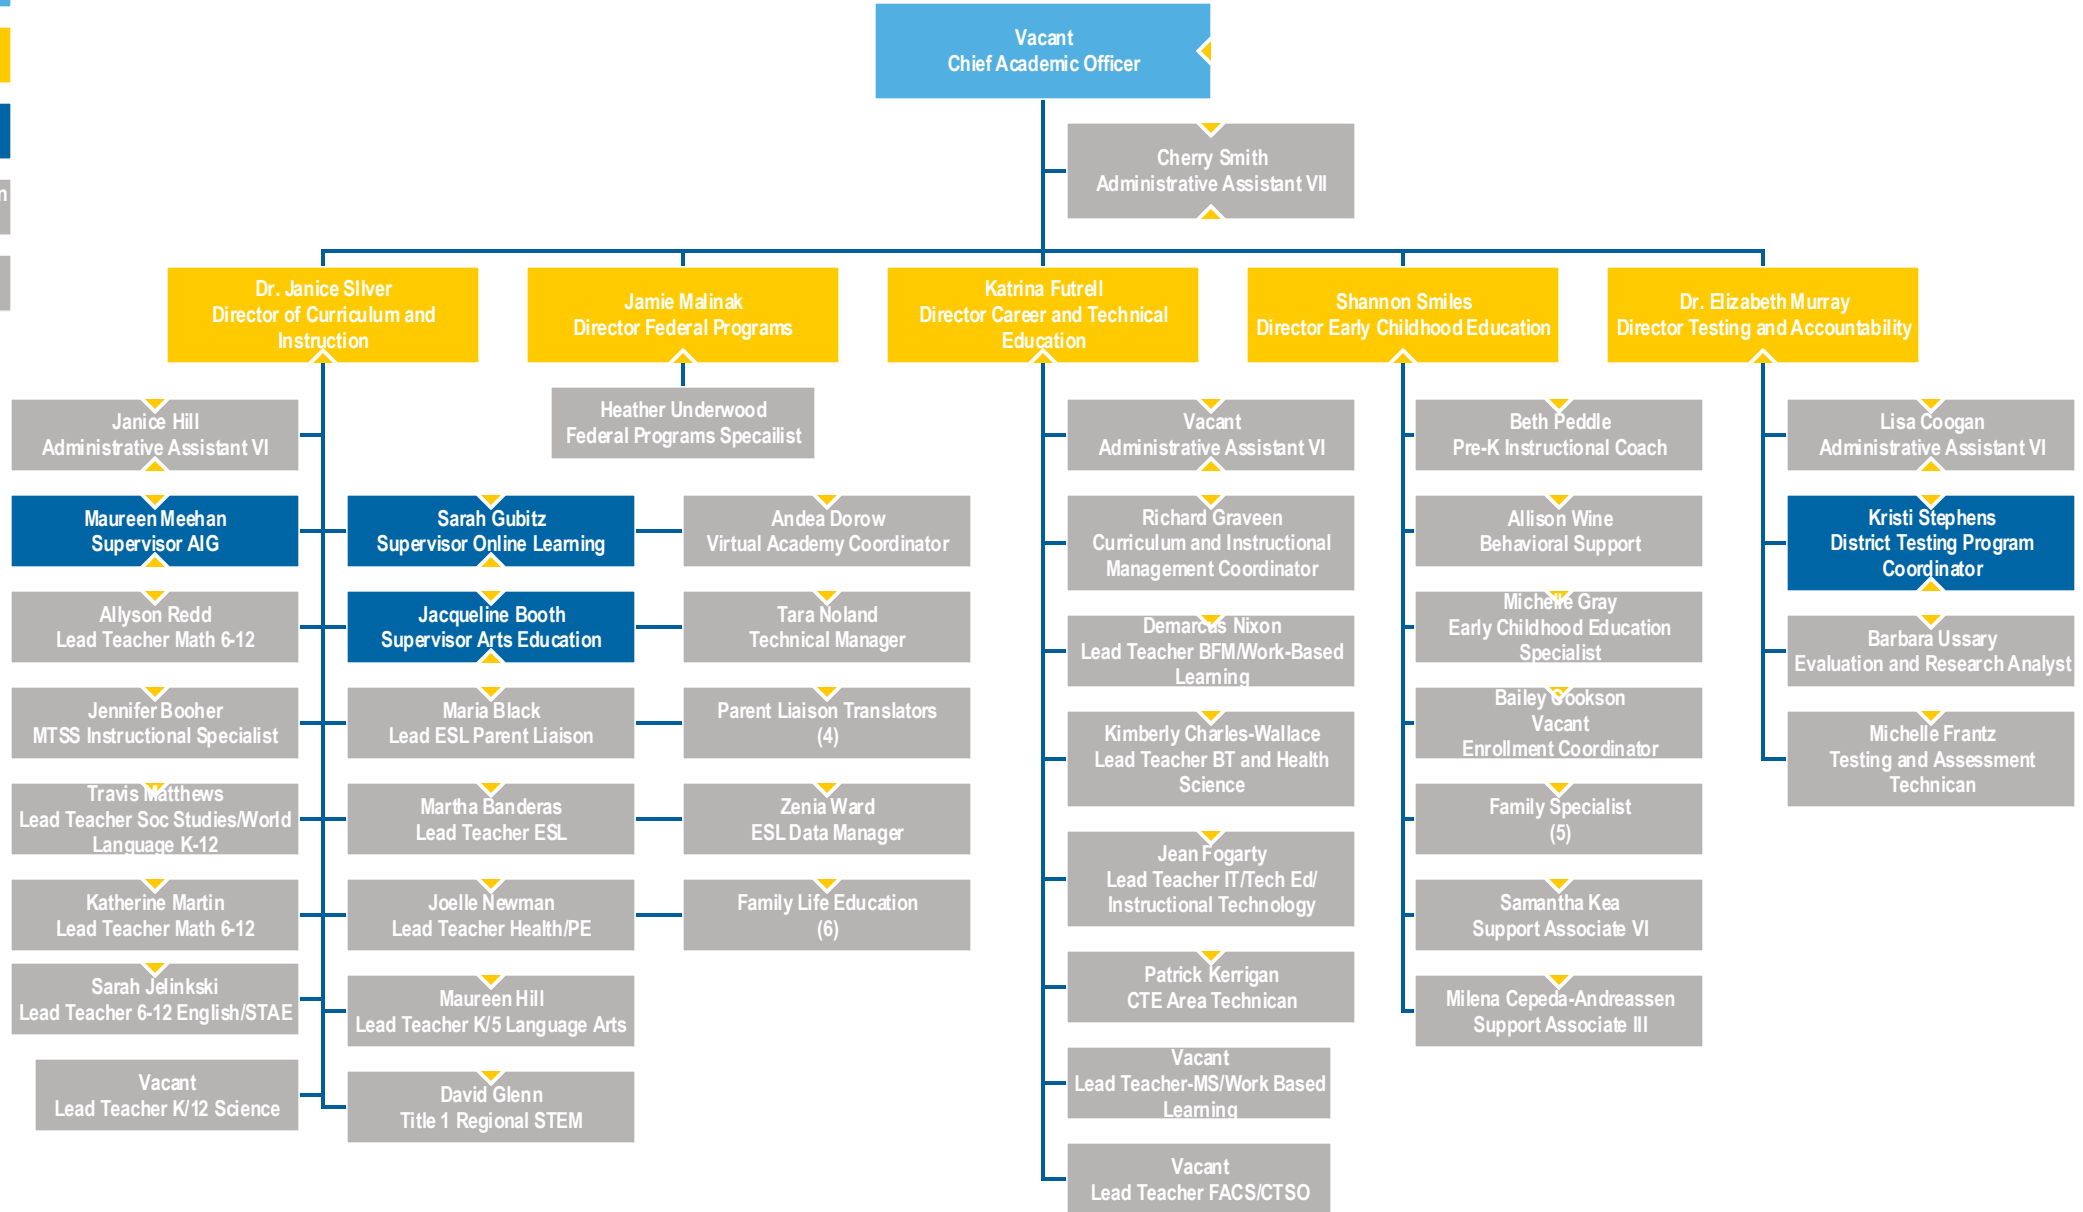 Vacant
Chief Academic Officer
Cherry Smith
Administrative Assistant VII
Dr. Janice SIlver
Director of Curriculum and
Instruction
Jamie Malinak
Director Federal Programs
Katrina Futrell
Director Career and Technical
Education
Shannon Smiles
Director Early Childhood Education
Dr. Elizabeth Murray
Director Testing and Accountability
Janice Hill
Administrative Assistant VI
Maureen Meehan
Supervisor AIG
Allyson Redd
Lead Teacher Math 6-12
Jennifer Booher
MTSS Instructional Specialist
Travis Matthews
Lead Teacher Soc Studies/World
Language K-12
Katherine Martin
Lead Teacher Math 6-12
Sarah Jelinkski
Lead Teacher 6-12 English/STAE
Vacant
Lead Teacher K/12 Science
Sarah Gubitz
Supervisor Online Learning
Jacqueline Booth
Supervisor Arts Education
Maria Black
Lead ESL Parent Liaison
Martha Banderas
Lead Teacher ESL
Joelle Newman
Lead Teacher Health/PE
Maureen Hill
Lead Teacher K/5 Language Arts
David Glenn
Title 1 Regional STEM
Andea Dorow
Virtual Academy Coordinator
Tara Noland
Technical Manager
Parent Liaison Translators
(4)
Zenia Ward
ESL Data Manager
Family Life Education
(6)
Heather Underwood
Federal Programs Specailist
Vacant
Administrative Assistant VI
Richard Graveen
Curriculum and Instructional
Management Coordinator
Demarcus Nixon
Lead Teacher BFM/Work-Based
Learning
Kimberly Charles-Wallace
Lead Teacher BT and Health
Science
Jean Fogarty
Lead Teacher IT/Tech Ed/
Instructional Technology
Patrick Kerrigan
CTE Area Technican
Vacant
Lead Teacher-MS/Work Based
Learning
Vacant
Lead Teacher FACS/CTSO
Beth Peddle
Pre-K Instructional Coach
Allison Wine
Behavioral Support
Michelle Gray
Early Childhood Education
Specialist
Bailey Cookson
Vacant
Enrollment Coordinator
Family Specialist
(5)
Samantha Kea
Support Associate VI
Milena Cepeda-Andreassen
Support Associate III
Lisa Coogan
Administrative Assistant VI
Kristi Stephens
District Testing Program
Coordinator
Barbara Ussary
Evaluation and Research Analyst
Michelle Frantz
Testing and Assessment
Technican